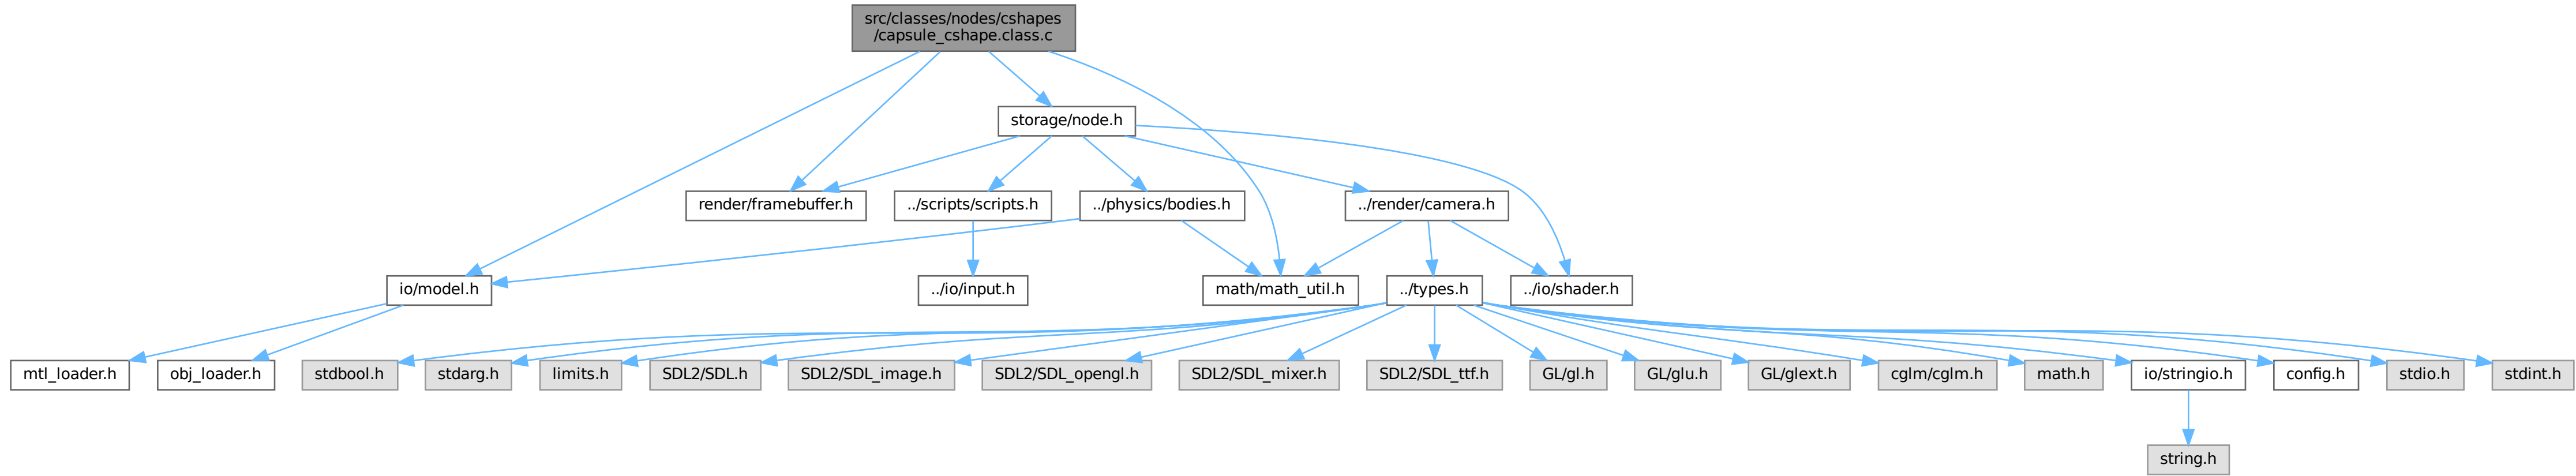 src/classes/nodes/cshapes
/capsule_cshape.class.c
storage/node.h
render/framebuffer.h
../scripts/scripts.h
../physics/bodies.h
../render/camera.h
io/model.h
../io/input.h
math/math_util.h
../types.h
../io/shader.h
mtl_loader.h
obj_loader.h
stdbool.h
stdarg.h
limits.h
SDL2/SDL.h
SDL2/SDL_image.h
SDL2/SDL_opengl.h
SDL2/SDL_mixer.h
SDL2/SDL_ttf.h
GL/gl.h
GL/glu.h
GL/glext.h
cglm/cglm.h
math.h
io/stringio.h
config.h
stdio.h
stdint.h
string.h